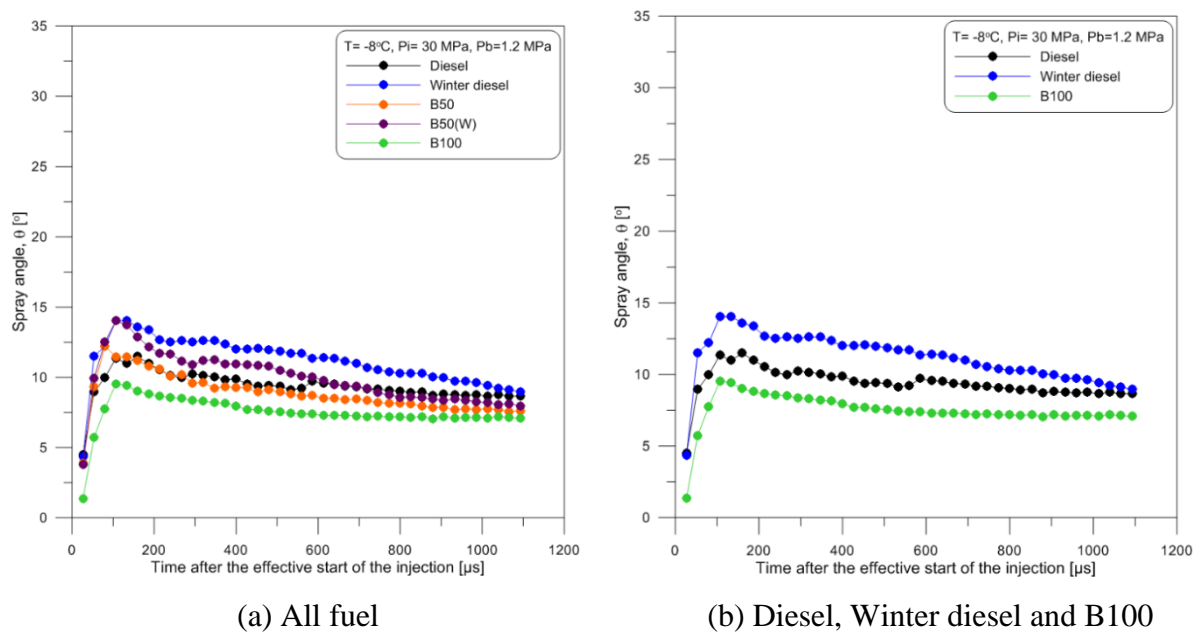 35
30
25
20
15
10
5
0
Spray angle, θ [º]
T= -8ºC, Pi= 30 MPa, Pb=1.2 MPa
Diesel
Winter diesel
B50
B50(W)
B100
0 200 400 600 800 1000 1200
Time after the effective start of the injection [µs]
(a) All fuel
35
30
25
20
15
10
5
0
Spray angle, θ [º]
T= -8ºC, Pi= 30 MPa, Pb=1.2 MPa
Diesel
Winter diesel
B100
0 200 400 600 800 1000 1200
Time after the effective start of the injection [µs]
(b) Diesel, Winter diesel and B100